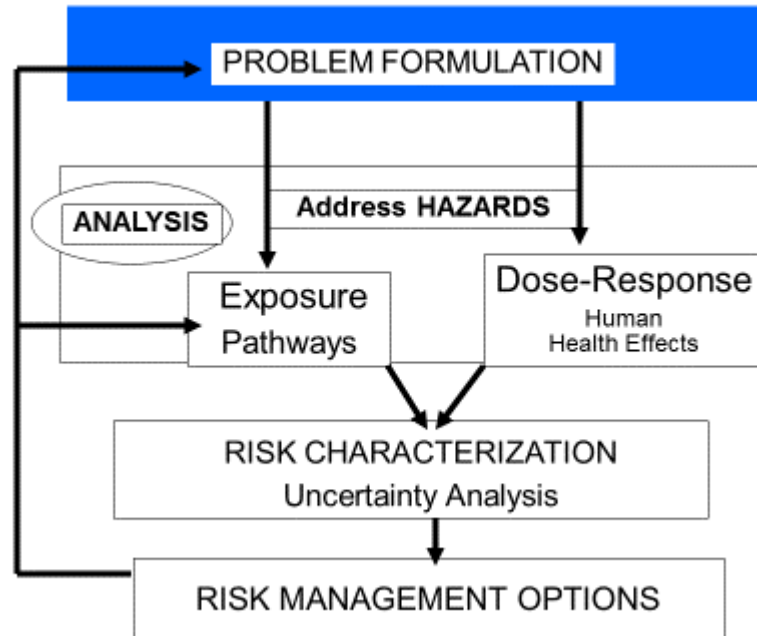 PROBLEM FORMULATION
Address HAZARDS
ANALYSIS
Exposure
Pathways
Dose-Response
Human
Health Effects
RISK CHARACTERIZATION
Uncertainty Analysis
RISK MANAGEMENT OPTIONS